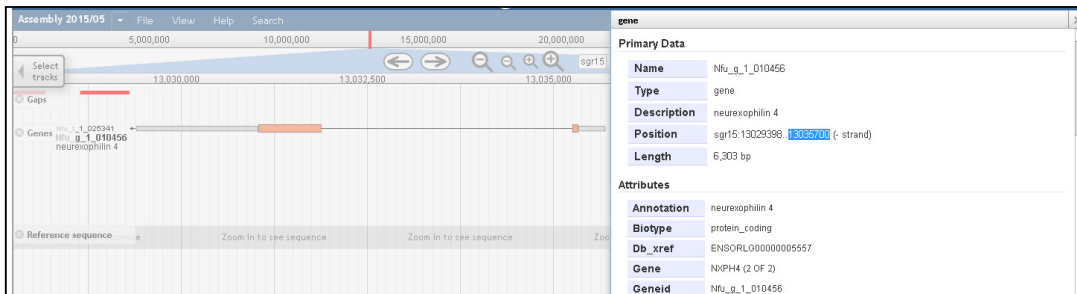 Assembly 2015/05 File View Help Search
0 5,000,000 10,000,000 15,000,000 20,000,000
Select tracks
sgr15
13,030,000 13,032,500 13,035,000
Gaps
Genes
Nfu_t_1_025341
Nfu_g_1_010456
neurexophilin 4
Reference sequence Zoom in to see sequence Zoom in to see sequence Zoo
gene
Primary Data
Name Nfu_g_1_010456
Type gene
Description neurexophilin 4
Position sgr15:13029398..13035700 (- strand)
Length 6,303 bp
Attributes
Annotation neurexophilin 4
Biotype protein_coding
Db_xref ENSORLG00000005557
Gene NXPH4 (2 OF 2)
Geneid Nfu_g_1_010456